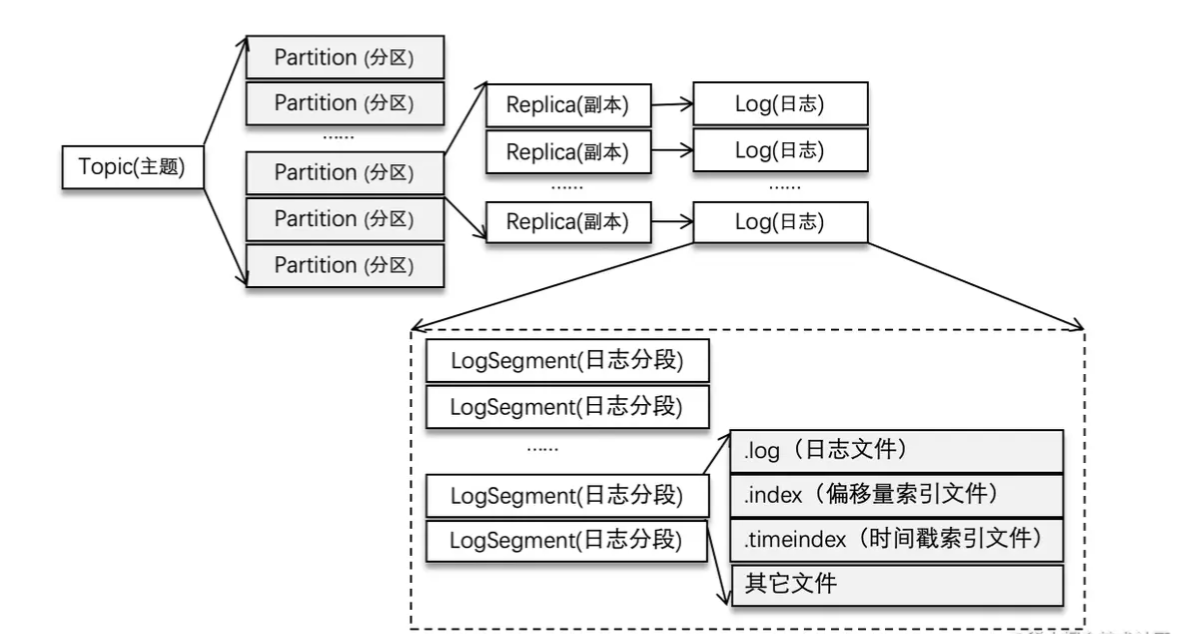 Topic(主题)
Partition (分区)
Partition (分区)
......
Partition (分区)
Partition (分区)
Partition (分区)
Replica(副本)
Replica(副本)
......
Replica(副本)
Log(日志)
Log(日志)
......
Log(日志)
LogSegment(日志分段)
LogSegment(日志分段)
......
LogSegment(日志分段)
LogSegment(日志分段)
.log（日志文件）
.index（偏移量索引文件）
.timeindex（时间戳索引文件）
其它文件